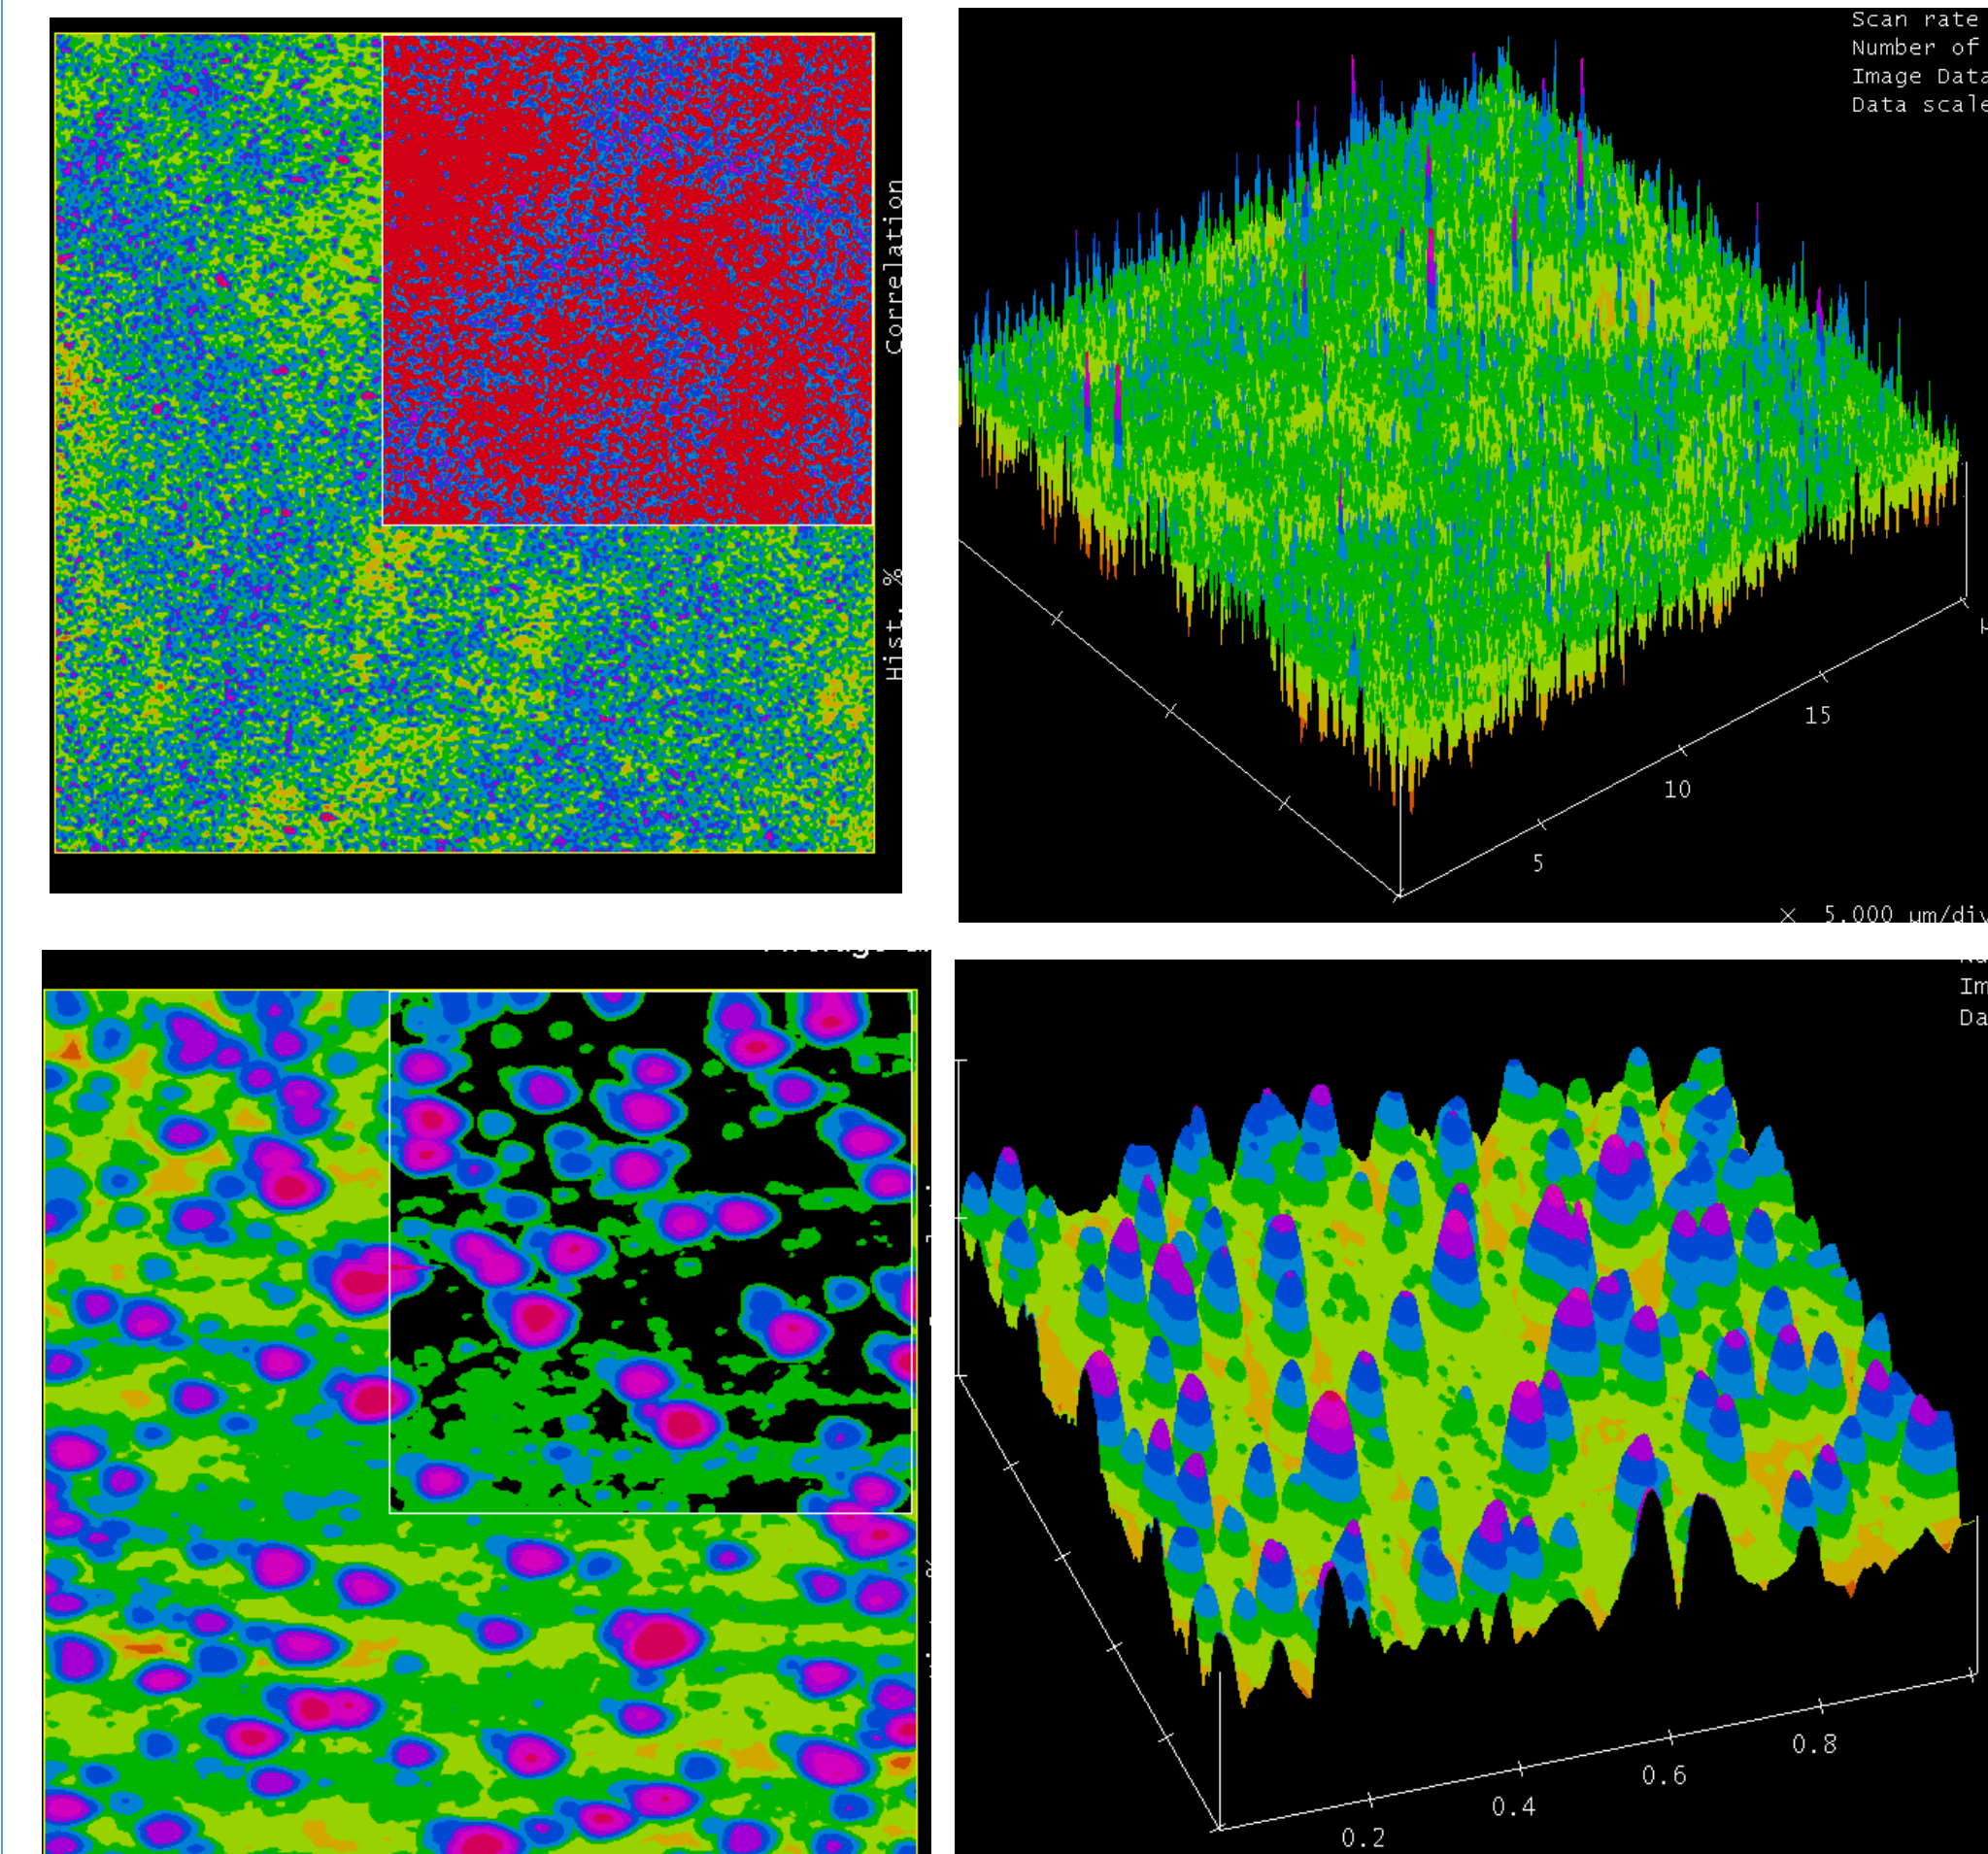 Correlation
Hist. %
Scan rate
Number of
Image Data
Data scale
15
10
5
X 5.000 µm/div
Im
Da
0.8
0.6
0.4
0.2